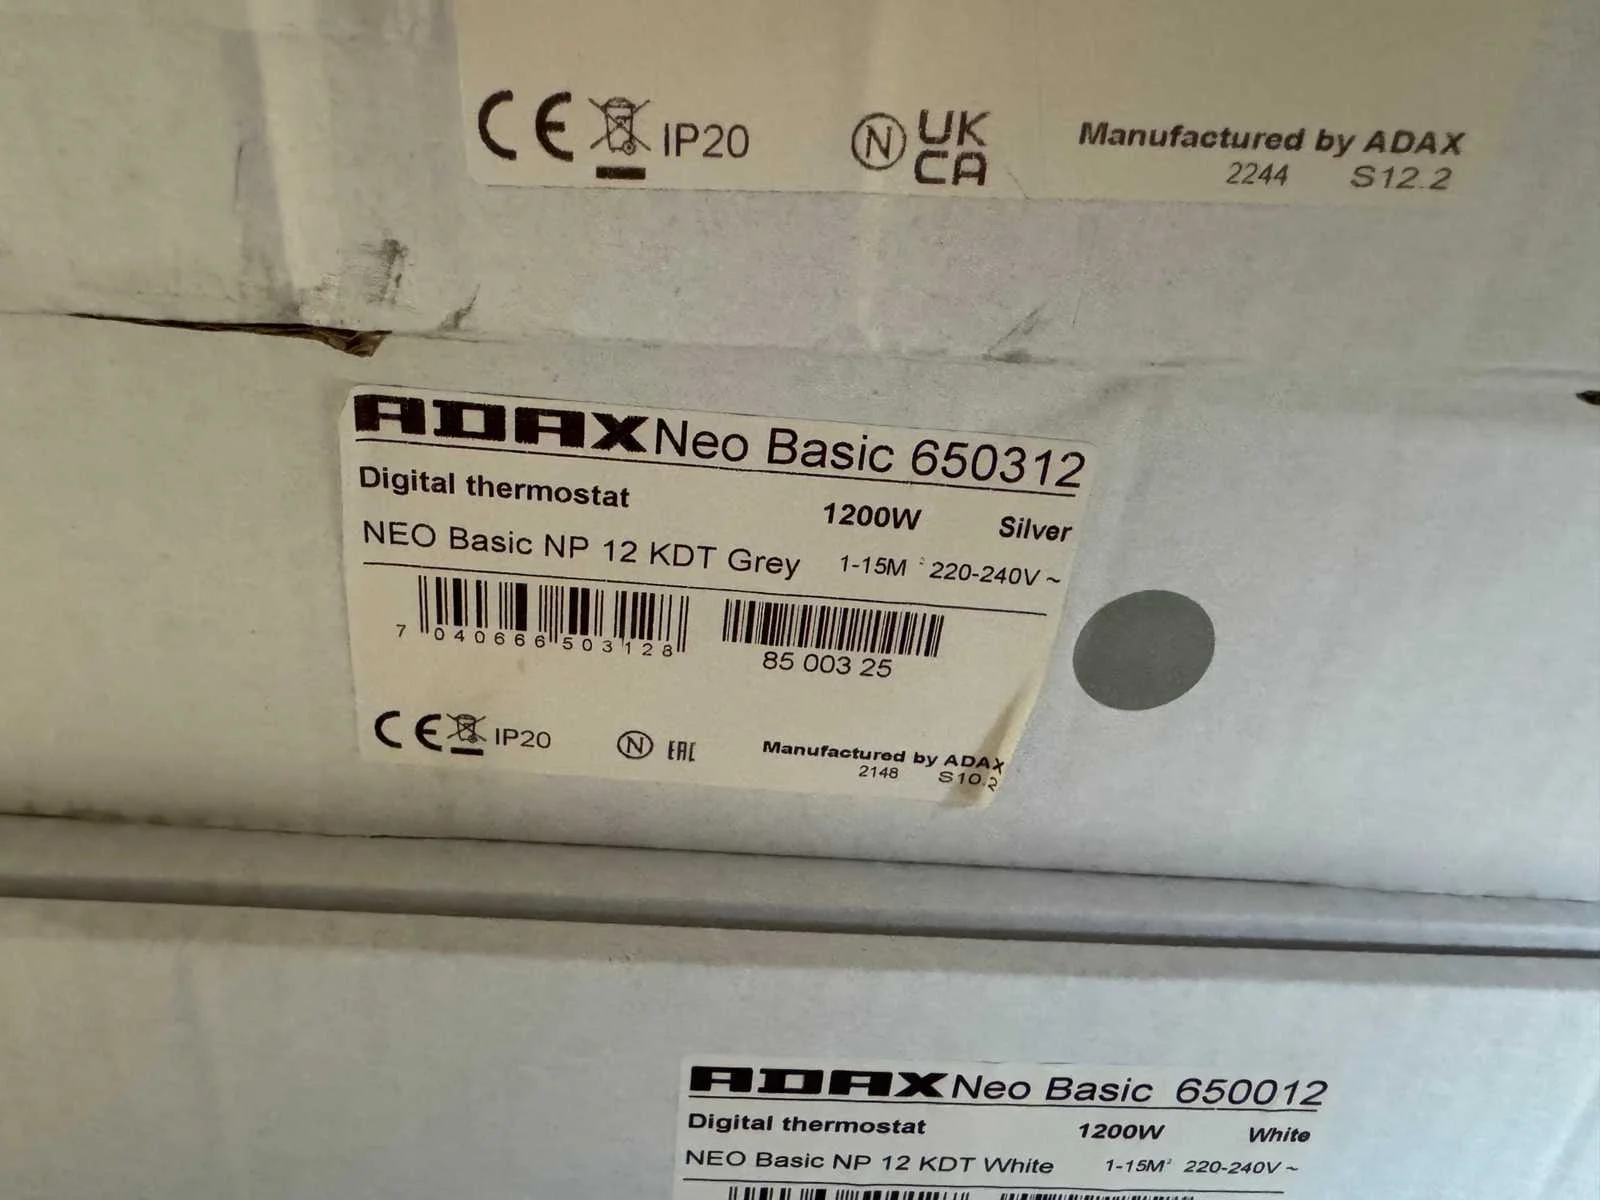 CE IP20 N UK CA Manufactured by ADAX
2244 S12.2
ADAX Neo Basic 650312
Digital thermostat 1200W Silver
NEO Basic NP 12 KDT Grey 1-15M² 220-240V ~
7 040666 503128 85 003 25
CE IP20 N EAC Manufactured by ADAX
2148 S10.2
ADAX Neo Basic 650012
Digital thermostat 1200W White
NEO Basic NP 12 KDT White 1-15M² 220-240V ~